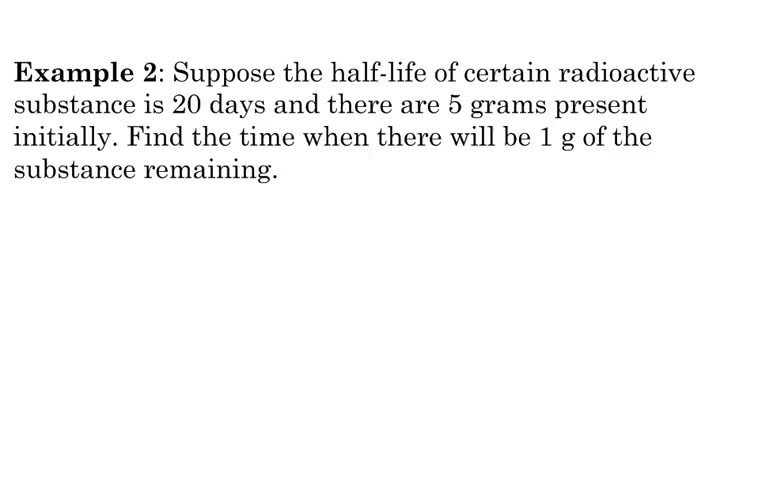 Example 2: Suppose the half-life of certain radioactive
substance is 20 days and there are 5 grams present
initially. Find the time when there will be 1 g of the
substance remaining.